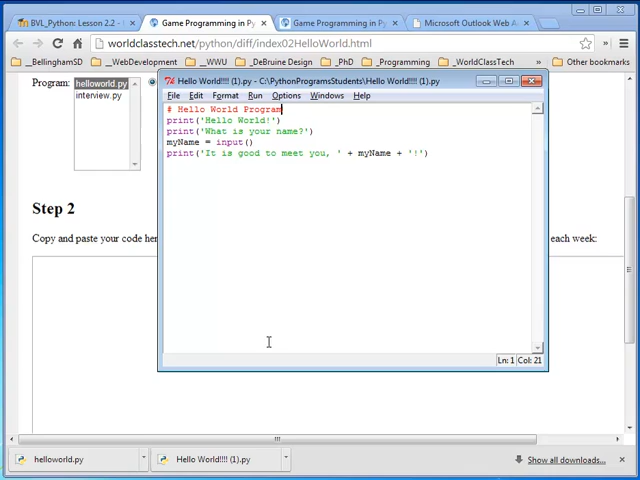 BVL_Python: Lesson 2.2 -
Game Programming in Py
Game Programming in Py
Microsoft Outlook Web A
worldclasstech.net/python/diff/index02HelloWorld.html
_BellinghamSD
_WebDevelopment
_WWU
_DeBruine Design
_PhD
_Programming
_WorldClassTech
»
Other bookmarks
Program:
helloworld.py
interview.py
Hello World!!!! (1).py - C:\PythonProgramsStudents\Hello World!!!! (1).py
File Edit Format Run Options Windows Help
# Hello World Program
print('Hello World!')
print('What is your name?')
myName = input()
print('It is good to meet you, ' + myName + '!')
Ln: 1 Col: 21
Step 2
Copy and paste your code her
each week:
helloworld.py
Hello World!!!! (1).py
Show all downloads...